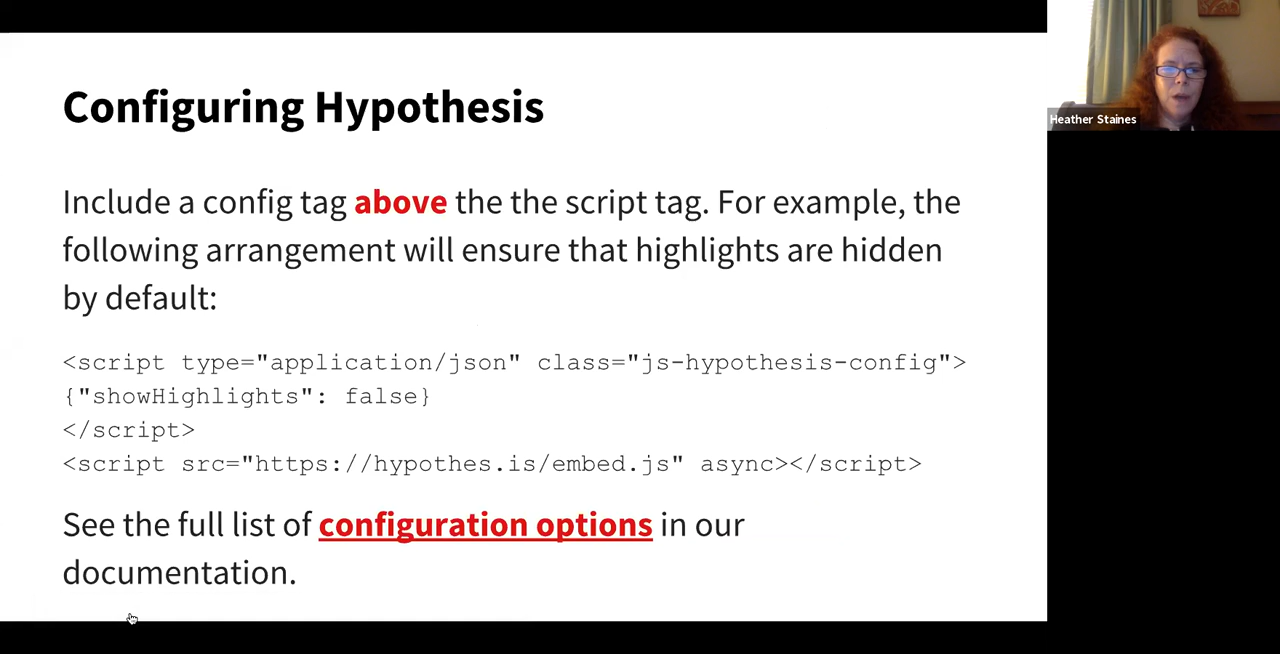 Configuring Hypothesis
Include a config tag above the the script tag. For example, the
following arrangement will ensure that highlights are hidden
by default:
<script type="application/json" class="js-hypothesis-config">
{"showHighlights": false}
</script>
<script src="https://hypothes.is/embed.js" async></script>
See the full list of configuration options in our
documentation.
Heather Staines